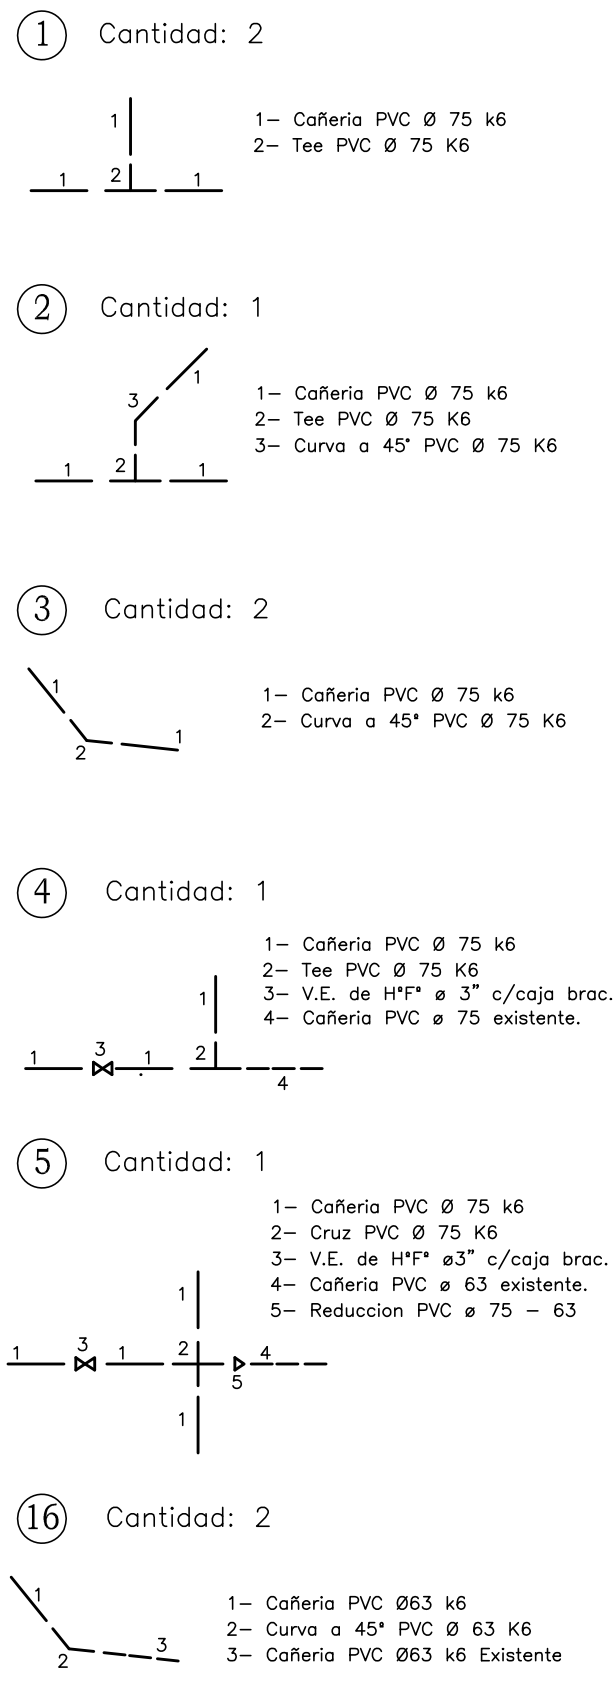 1 Cantidad: 2
1
1- Cañeria PVC Ø 75 k6
2- Tee PVC Ø 75 K6
1 2 1
2 Cantidad: 1
1
3
1- Cañeria PVC Ø 75 k6
2- Tee PVC Ø 75 K6
3- Curva a 45° PVC Ø 75 K6
1 2 1
3 Cantidad: 2
1
1- Cañeria PVC Ø 75 k6
2- Curva a 45° PVC Ø 75 K6
2 1
4 Cantidad: 1
1- Cañeria PVC Ø 75 k6
2- Tee PVC Ø 75 K6
3- V.E. de H°F° ø 3" c/caja brac.
4- Cañeria PVC ø 75 existente.
1
1 3 1 2
4
5 Cantidad: 1
1- Cañeria PVC Ø 75 k6
2- Cruz PVC Ø 75 K6
3- V.E. de H°F° ø3" c/caja brac.
4- Cañeria PVC ø 63 existente.
5- Reduccion PVC ø 75 - 63
1
1 3 1 2 4
5
1
16 Cantidad: 2
1
1- Cañeria PVC Ø63 k6
2- Curva a 45° PVC Ø 63 K6
3- Cañeria PVC Ø63 k6 Existente
2 3